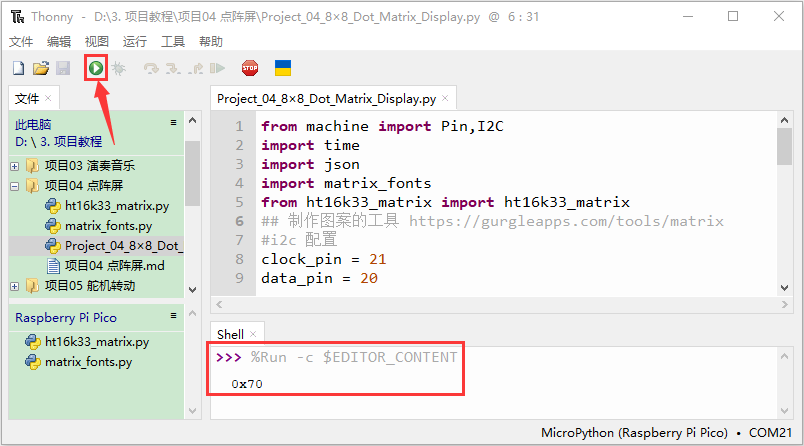 Thonny - D:\3. 项目教程\项目04 点阵屏\Project_04_8×8_Dot_Matrix_Display.py @ 6 : 31
文件 编辑 视图 运行 工具 帮助
STOP
文件 ×
此电脑
D: \ 3. 项目教程
项目03 演奏音乐
项目04 点阵屏
ht16k33_matrix.py
matrix_fonts.py
Project_04_8×8_Dot_
项目04 点阵屏.md
项目05 舵机转动
Raspberry Pi Pico
ht16k33_matrix.py
matrix_fonts.py
Project_04_8×8_Dot_Matrix_Display.py ×
1 from machine import Pin,I2C
2 import time
3 import json
4 import matrix_fonts
5 from ht16k33_matrix import ht16k33_matrix
6 ## 制作图案的工具 https://gurgleapps.com/tools/matrix
7 #i2c 配置
8 clock_pin = 21
9 data_pin = 20
Shell ×
>>> %Run -c $EDITOR_CONTENT
0x70
MicroPython (Raspberry Pi Pico) • COM21